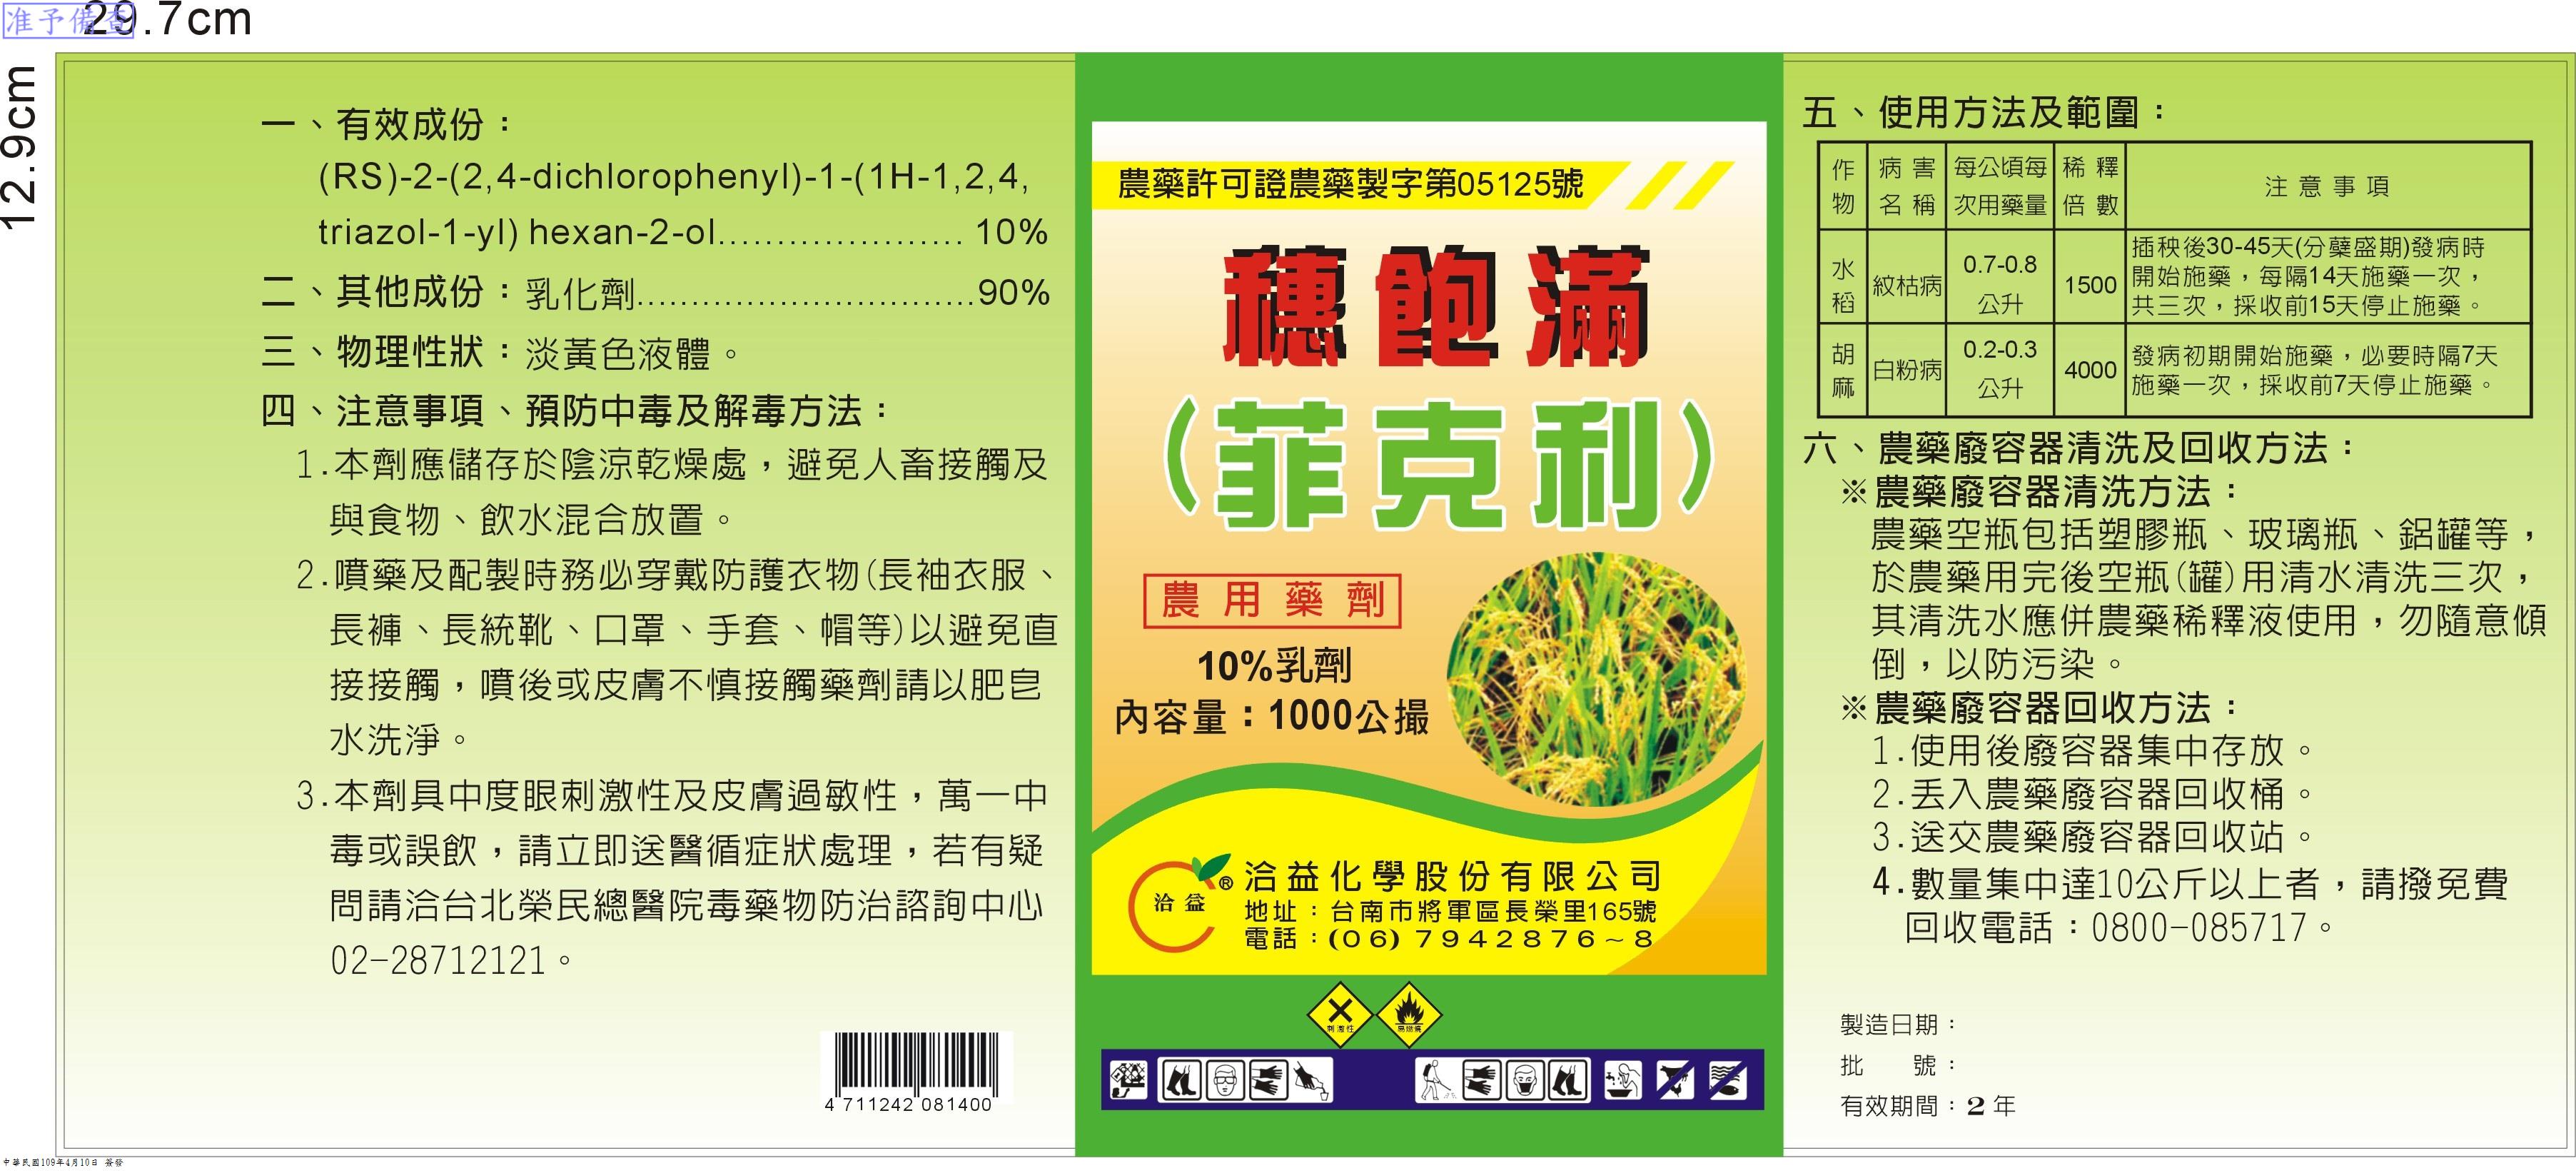 准予備查
29.7cm
12.9cm
一、有效成份：
(RS)-2-(2,4-dichlorophenyl)-1-(1H-1,2,4,
triazol-1-yl) hexan-2-ol..................... 10%
二、其他成份：乳化劑..............................90%
三、物理性狀：淡黃色液體。
四、注意事項、預防中毒及解毒方法：
1.本劑應儲存於陰涼乾燥處，避免人畜接觸及
與食物、飲水混合放置。
2.噴藥及配製時務必穿戴防護衣物(長袖衣服、
長褲、長統靴、口罩、手套、帽等)以避免直
接接觸，噴後或皮膚不慎接觸藥劑請以肥皂
水洗淨。
3.本劑具中度眼刺激性及皮膚過敏性，萬一中
毒或誤飲，請立即送醫循症狀處理，若有疑
問請洽台北榮民總醫院毒藥物防治諮詢中心
02-28712121。
4 711242 081400
農藥許可證農藥製字第05125號
穗飽滿
(菲克利)
農用藥劑
10%乳劑
內容量：1000公撮
洽益
®
洽益化學股份有限公司
地址：台南市將軍區長榮里165號
電話：(06) 7942876~8
刺激性
易燃性
五、使用方法及範圍：
作物 病害名稱 每公頃每次用藥量 稀釋倍數 注意事項
水稻 紋枯病 0.7-0.8公升 1500 插秧後30-45天(分蘗盛期)發病時
開始施藥，每隔14天施藥一次，
共三次，採收前15天停止施藥。
胡麻 白粉病 0.2-0.3公升 4000 發病初期開始施藥，必要時隔7天
施藥一次，採收前7天停止施藥。
六、農藥廢容器清洗及回收方法：
※農藥廢容器清洗方法：
農藥空瓶包括塑膠瓶、玻璃瓶、鋁罐等，
於農藥用完後空瓶(罐)用清水清洗三次，
其清洗水應併農藥稀釋液使用，勿隨意傾
倒，以防污染。
※農藥廢容器回收方法：
1.使用後廢容器集中存放。
2.丟入農藥廢容器回收桶。
3.送交農藥廢容器回收站。
4.數量集中達10公斤以上者，請撥免費
回收電話：0800-085717。
製造日期：
批　　號：
有效期間：2 年
中華民國109年4月10日 簽發